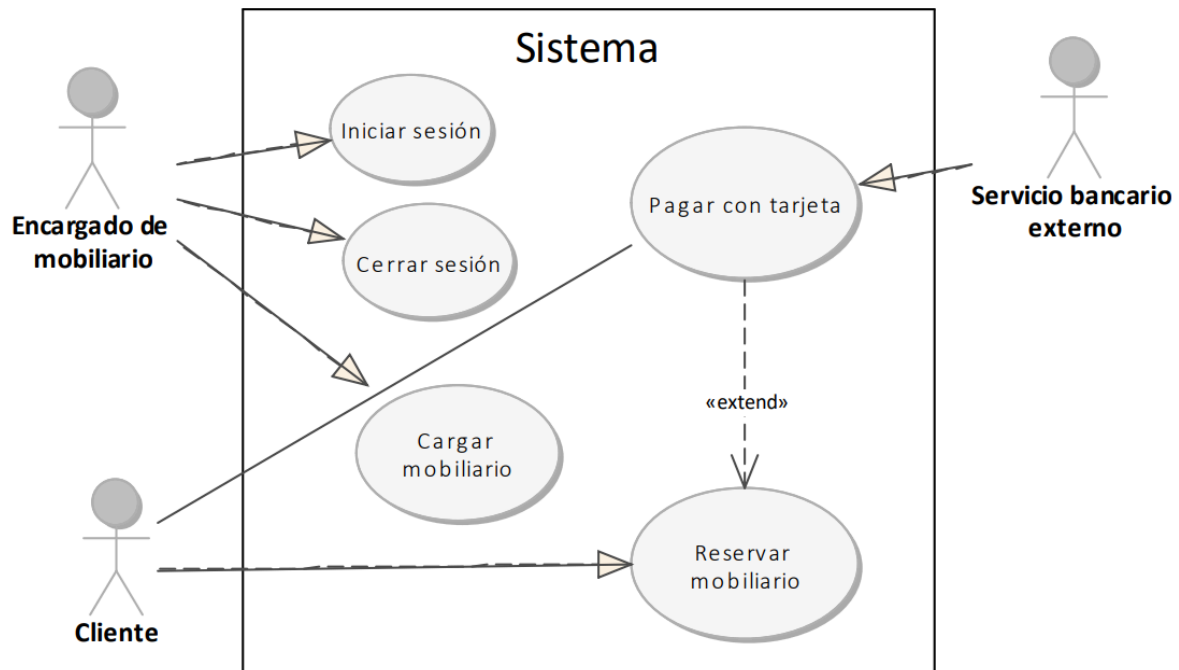 Sistema
Iniciar sesión
Pagar con tarjeta
Servicio bancario
externo
Encargado de
mobiliario
Cerrar sesión
«extend»
Cargar
mobiliario
Reservar
mobiliario
Cliente